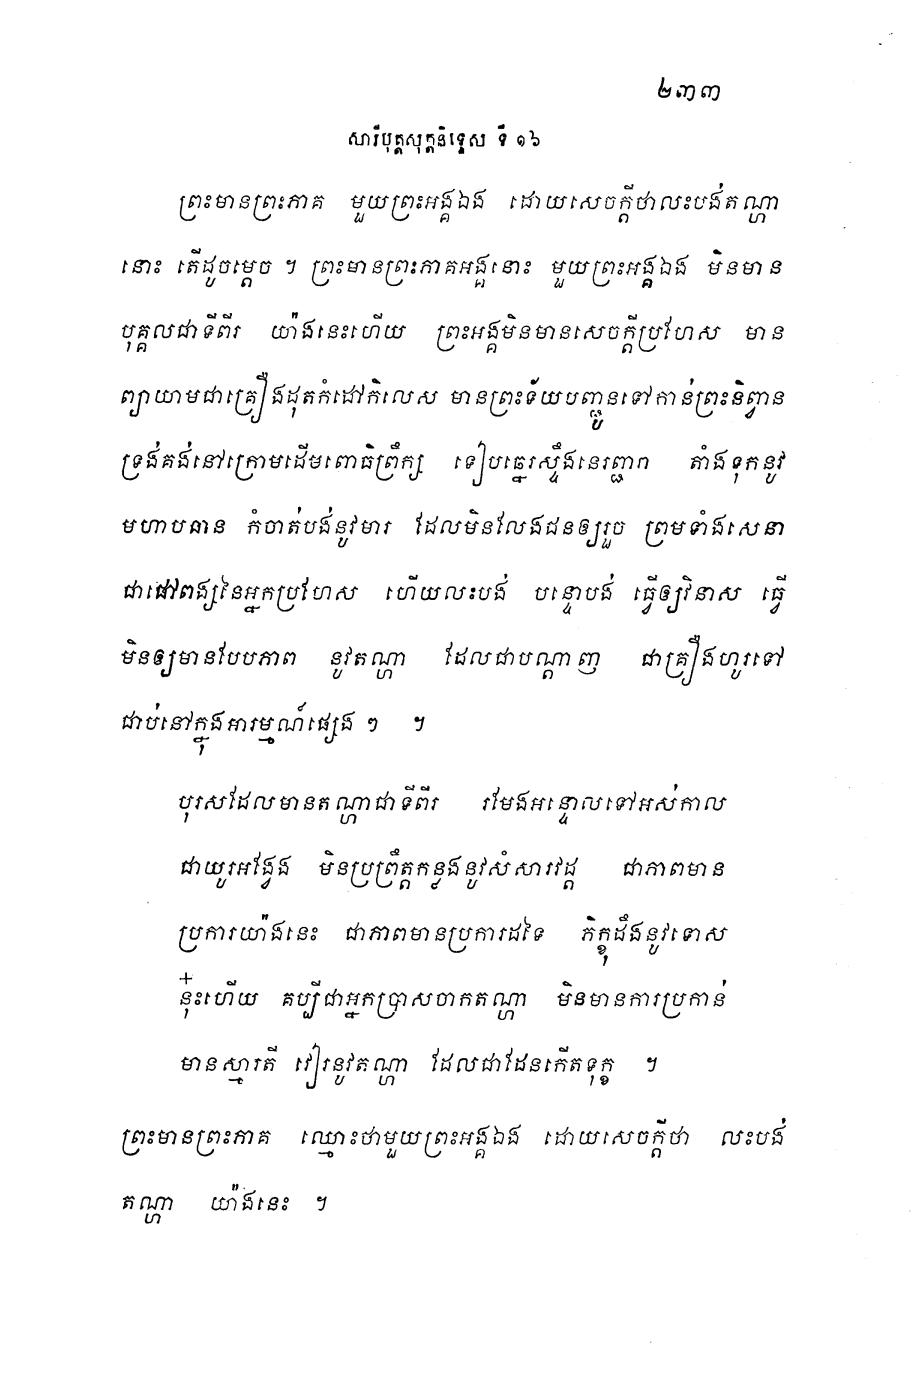 ២៣៣
សារីបុត្តសុត្តនិទ្ទេស ទី ១៦
ព្រះមានព្រះភាគ មួយព្រះអង្គឯង ដោយសេចក្តីថាលះបង់តណ្ហា
នោះ តើដូចម្តេច ។ ព្រះមានព្រះភាគអង្គនោះ មួយព្រះអង្គឯង មិនមាន
បុគ្គលជាទីពីរ យ៉ាងនេះហើយ ព្រះអង្គមិនមានសេចក្តីប្រហែស មាន
ព្យាយាមជាគ្រឿងដុតកំដៅកិលេស មានព្រះទ័យបញ្ជូនទៅកាន់ព្រះនិព្វាន
ទ្រង់គង់នៅក្រោមដើមពោធិព្រឹក្ស ទៀបឆ្នេរស្ទឹងនេរញ្ជរា តាំងទុកនូវ
មហាបធាន កំចាត់បង់នូវមារ ដែលមិនលែងជនឲ្យរួច ព្រមទាំងសេនា
ជាផៅពង្សនៃអ្នកប្រហែស ហើយលះបង់ បន្ទោបង់ ធ្វើឲ្យវិនាស ធ្វើ
មិនឲ្យមានបែបភាព នូវតណ្ហា ដែលជាបណ្តាញ ជាគ្រឿងហូរទៅ
ជាប់នៅក្នុងអារម្មណ៍ផ្សេង ៗ ។
បុរសដែលមានតណ្ហាជាទីពីរ រមែងអន្ទោលទៅអស់កាល
ជាយូរអង្វែង មិនប្រព្រឹត្តកន្លងនូវសំសារវដ្ត ជាភាពមាន
ប្រការយ៉ាងនេះ ជាភាពមានប្រការដទៃ ភិក្ខុដឹងនូវទោស
+
នុ៎ះហើយ គប្បីជាអ្នកប្រាសចាកតណ្ហា មិនមានការប្រកាន់
មានស្មារតី វៀរនូវតណ្ហា ដែលជាដែនកើតទុក្ខ ។
ព្រះមានព្រះភាគ ឈ្មោះថាមួយព្រះអង្គឯង ដោយសេចក្តីថា លះបង់
តណ្ហា យ៉ាងនេះ ។